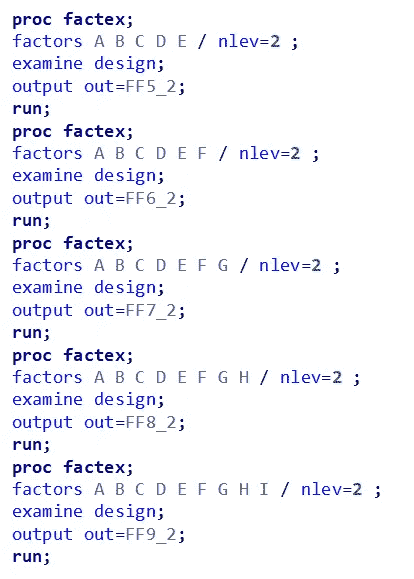 proc factex;
factors A B C D E / nlev=2 ;
examine design;
output out=FF5_2;
run;
proc factex;
factors A B C D E F / nlev=2 ;
examine design;
output out=FF6_2;
run;
proc factex;
factors A B C D E F G / nlev=2 ;
examine design;
output out=FF7_2;
run;
proc factex;
factors A B C D E F G H / nlev=2 ;
examine design;
output out=FF8_2;
run;
proc factex;
factors A B C D E F G H I / nlev=2 ;
examine design;
output out=FF9_2;
run;